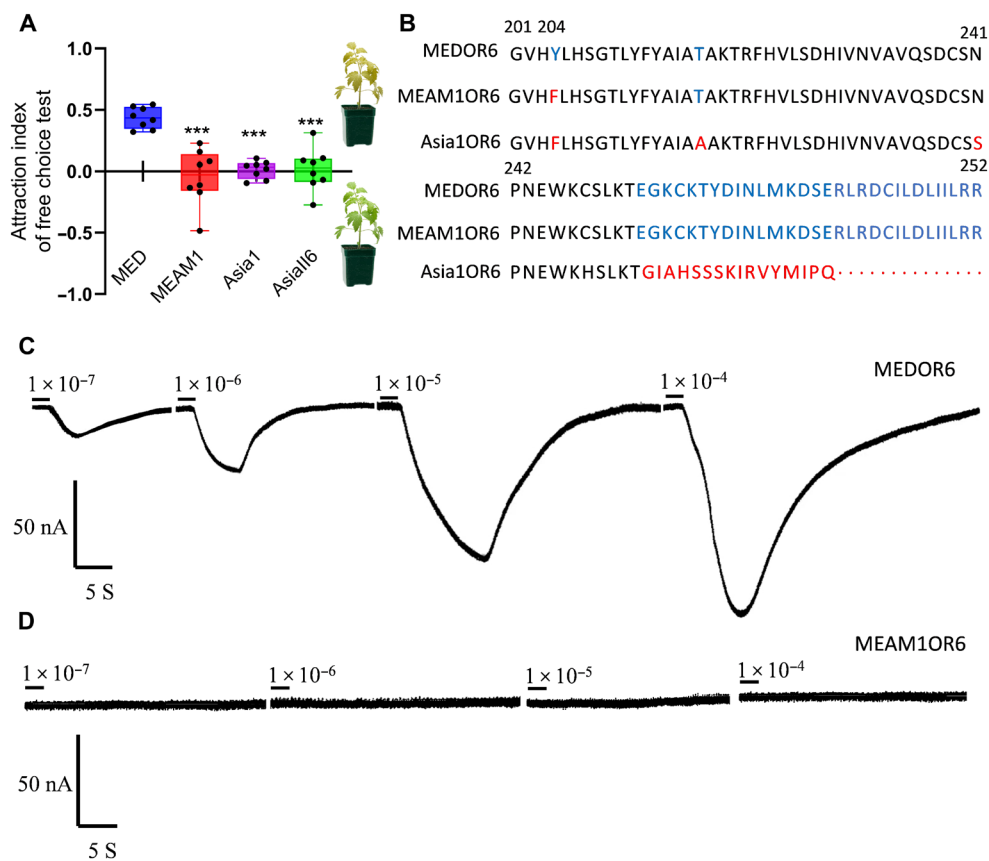 A
Attraction index
of free choice test
1.0
0.5
0.0
−0.5
−1.0
***
***
***
MED
MEAM1
Asia1
AsiaII6
B
201 204 241
MEDOR6 GVHYLHSGTLYFYAIATAKTRFHVLSDHIVNVAVQSDCSN
MEAM1OR6 GVHFLHSGTLYFYAIATAKTRFHVLSDHIVNVAVQSDCSN
Asia1OR6 GVHFLHSGTLYFYAIAAAKTRFHVLSDHIVNVAVQSDCSS
242 252
MEDOR6 PNEWKCSLKTEGKCKTYDINLMKDSERLRDCILDLIILRR
MEAM1OR6 PNEWKCSLKTEGKCKTYDINLMKDSERLRDCILDLIILRR
Asia1OR6 PNEWKHSLKTGIAHSSSKIRVYMIPQ··············
C
MEDOR6
1 × 10⁻⁷
1 × 10⁻⁶
1 × 10⁻⁵
1 × 10⁻⁴
50 nA
5 S
D
MEAM1OR6
1 × 10⁻⁷
1 × 10⁻⁶
1 × 10⁻⁵
1 × 10⁻⁴
50 nA
5 S